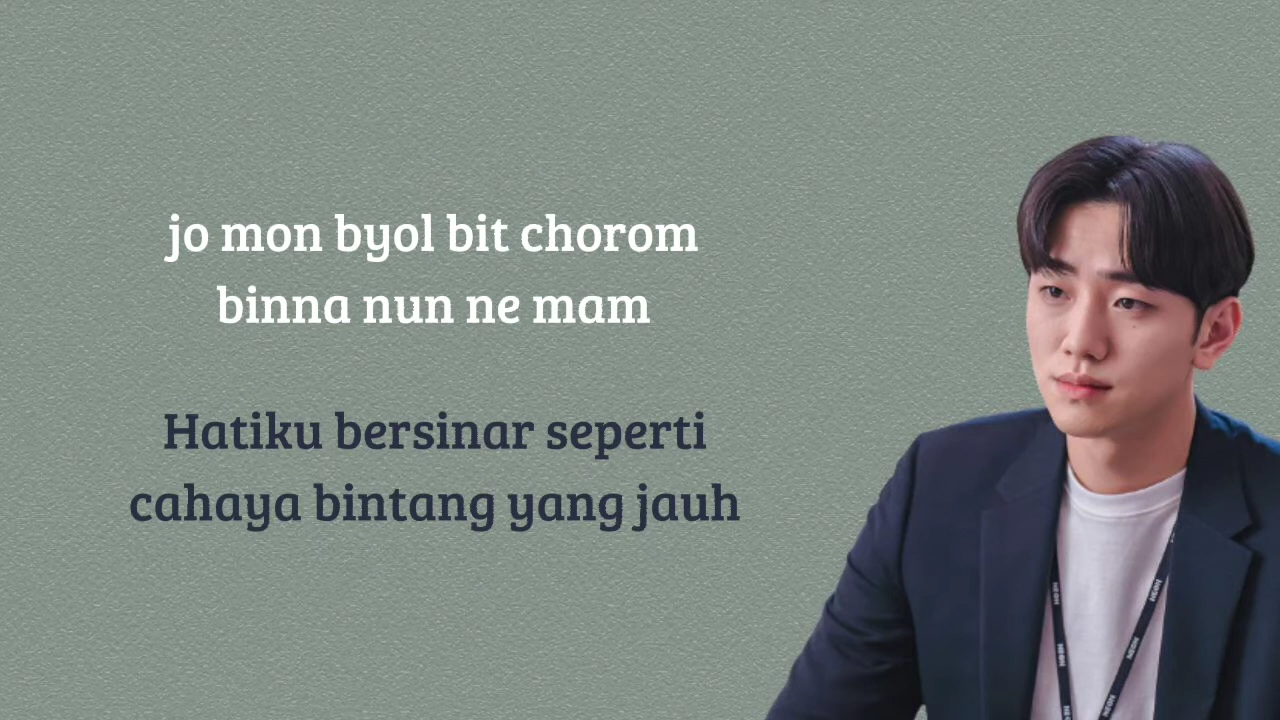 jo mon byol bit chorom
binna nun ne mam
Hatiku bersinar seperti
cahaya bintang yang jauh